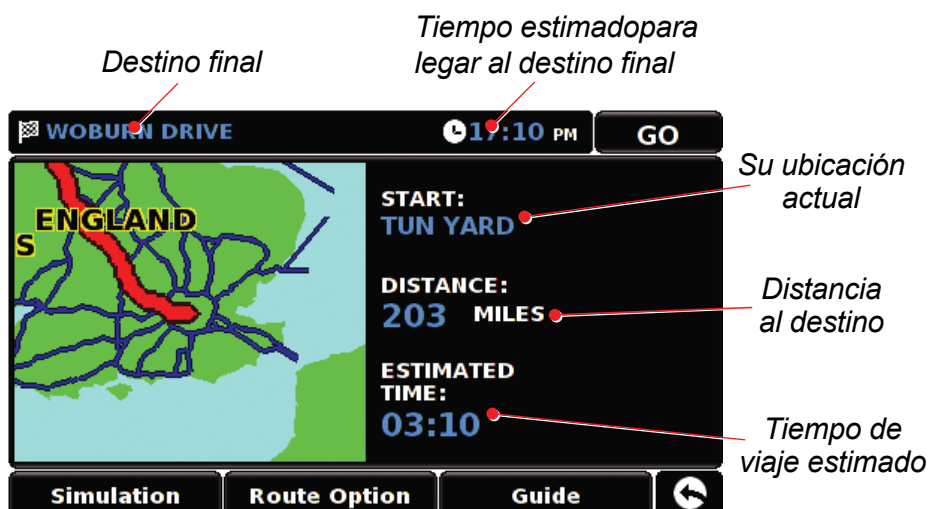 Tiempo estimadopara
legar al destino final
Destino final
WOBURN DRIVE
17:10 PM
GO
Su ubicación
actual
ENGLAND
S
START:
TUN YARD
DISTANCE:
203 MILES
Distancia
al destino
ESTIMATED
TIME:
03:10
Tiempo de
viaje estimado
Simulation
Route Option
Guide